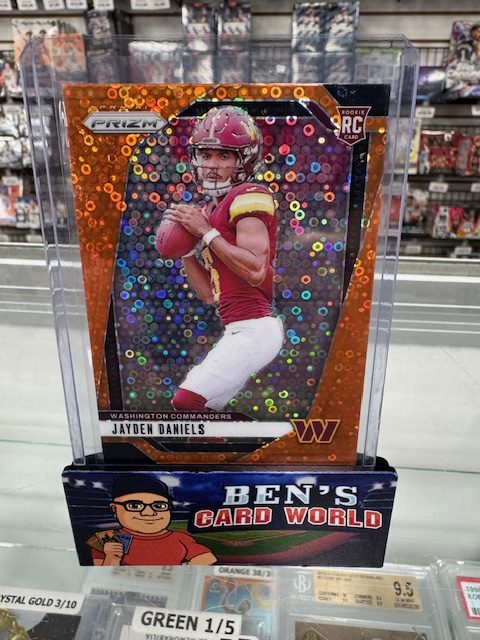 PRIZM
ROOKIE
RC
CARD
WASHINGTON COMMANDERS
JAYDEN DANIELS
W
BEN'S
CARD WORLD
ORANGE 38/
9.5
YSTAL GOLD 3/10
GREEN 1/5